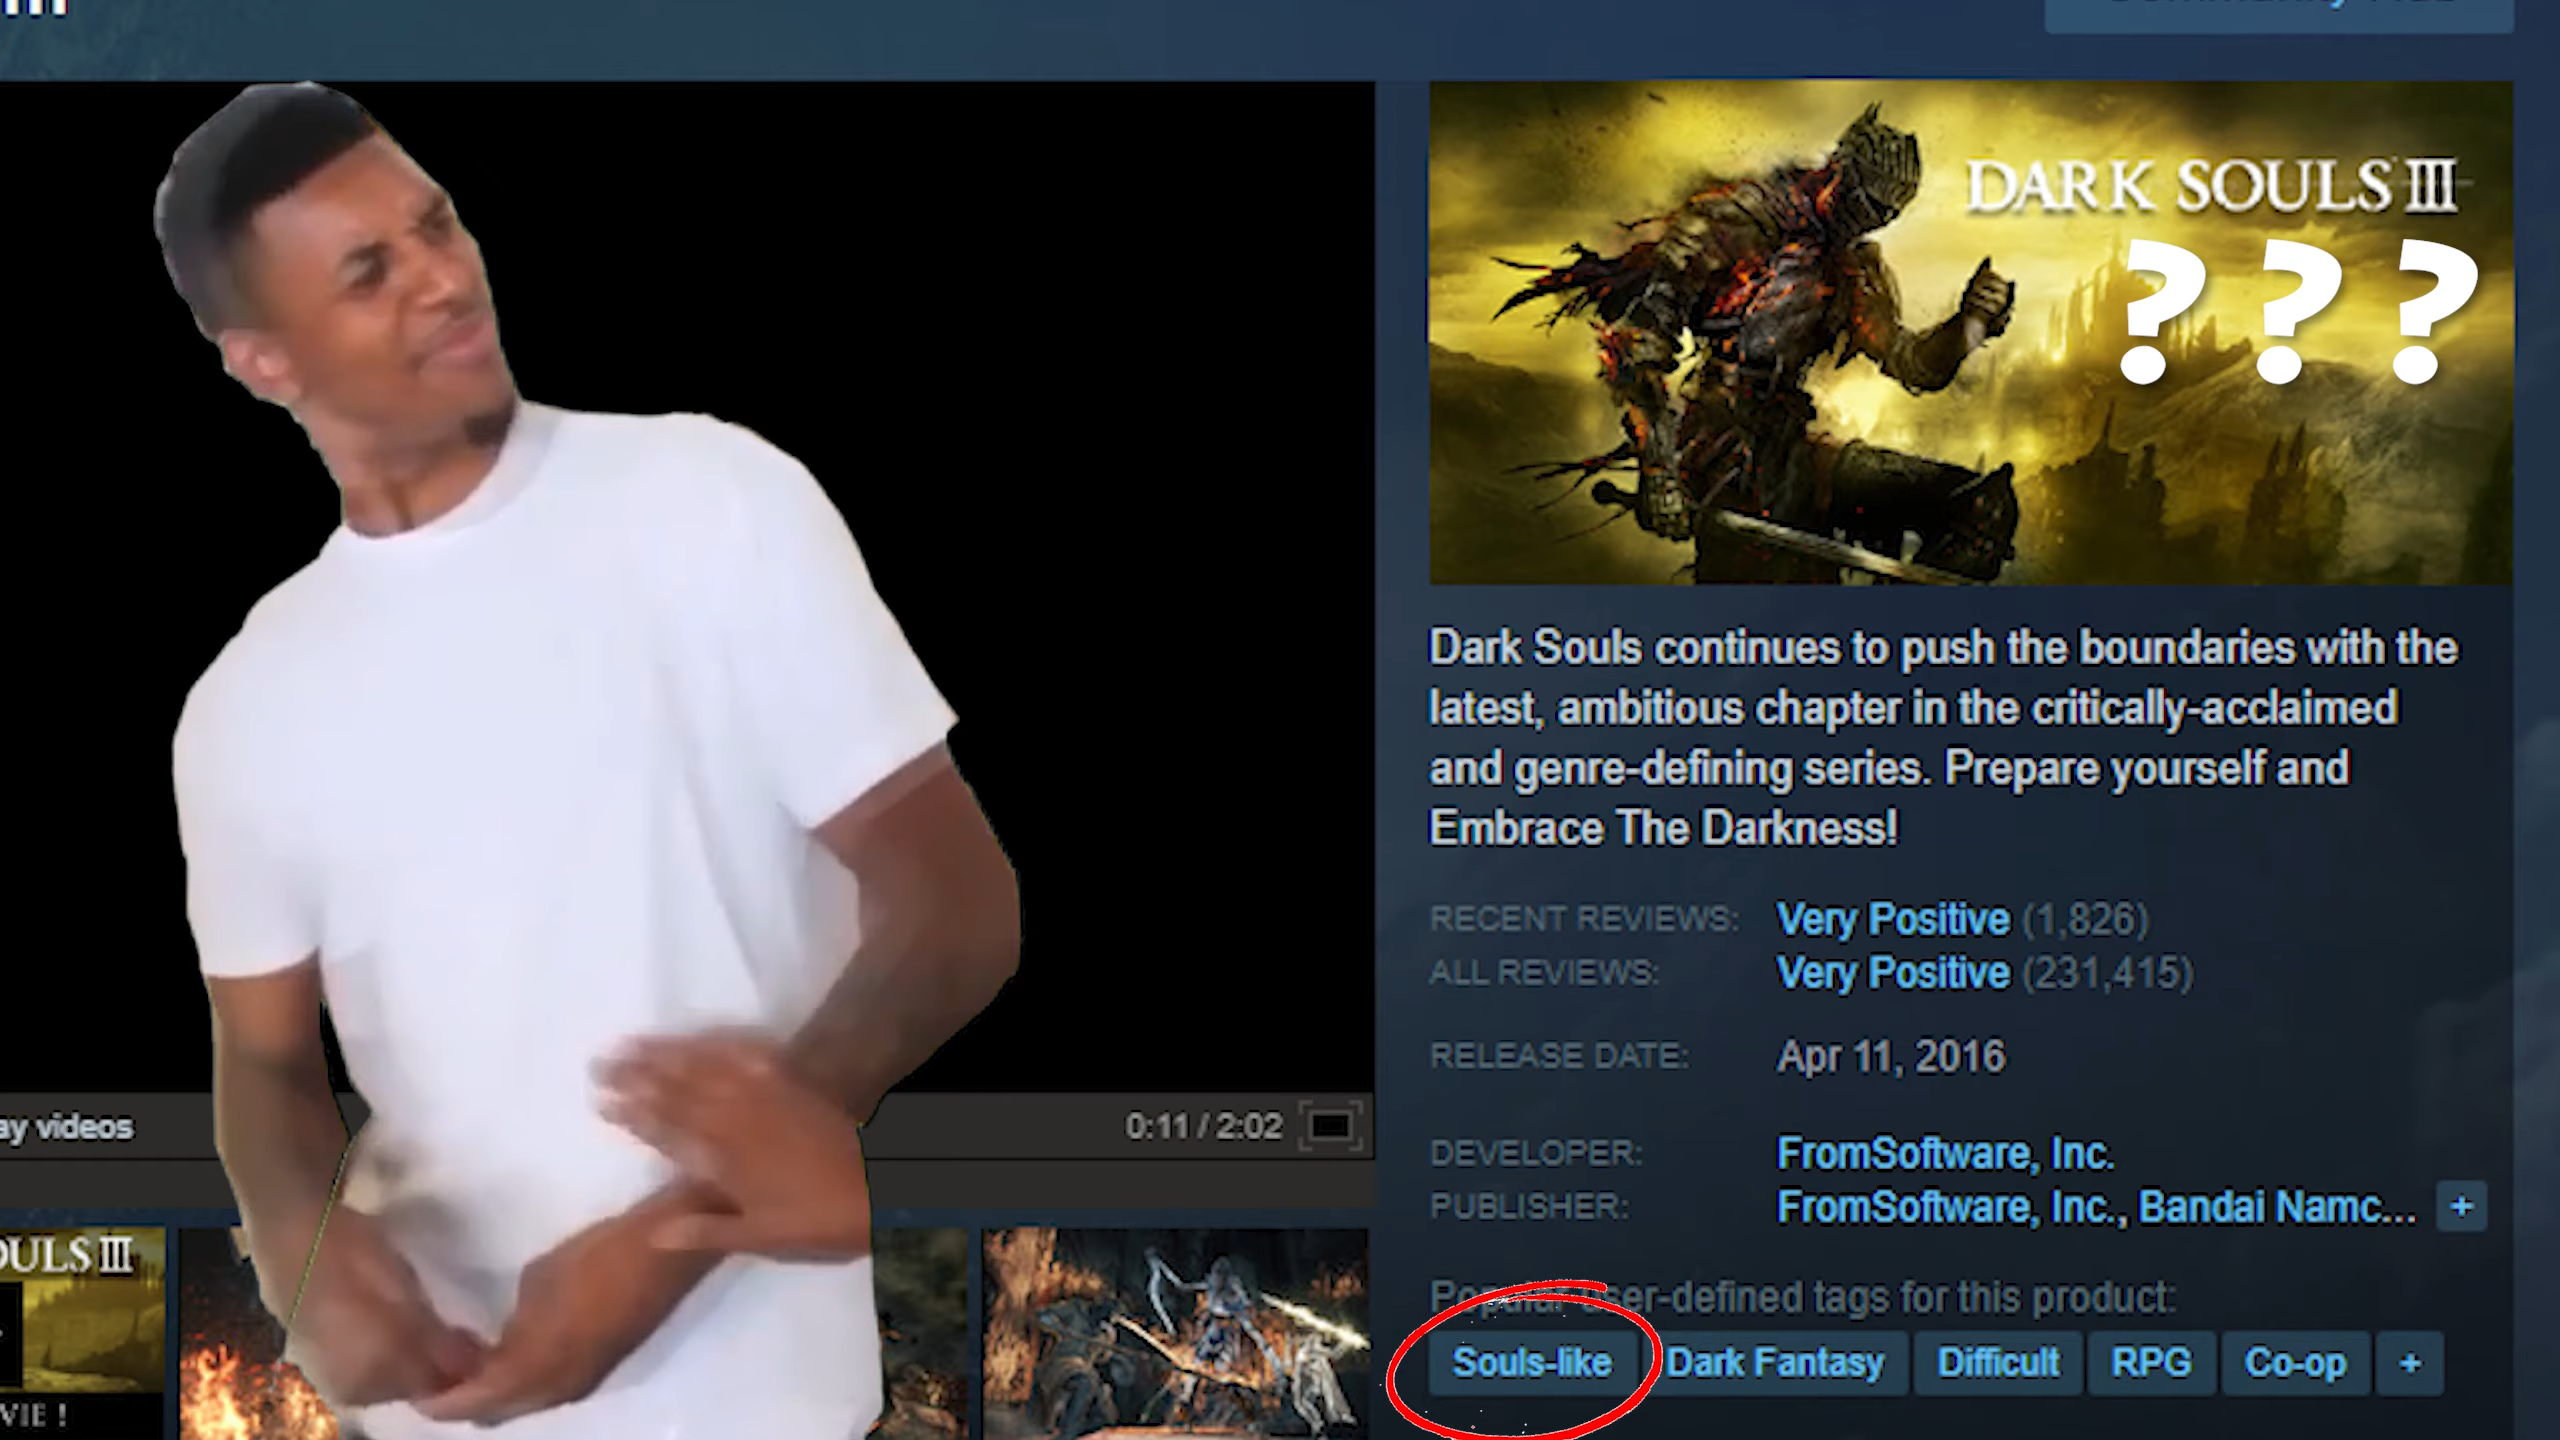 DARK SOULS III
? ? ?
Dark Souls continues to push the boundaries with the
latest, ambitious chapter in the critically-acclaimed
and genre-defining series. Prepare yourself and
Embrace The Darkness!
RECENT REVIEWS: Very Positive (1,826)
ALL REVIEWS: Very Positive (231,415)
RELEASE DATE: Apr 11, 2016
DEVELOPER: FromSoftware, Inc.
PUBLISHER: FromSoftware, Inc., Bandai Namc... +
Popular user-defined tags for this product:
Souls-like Dark Fantasy Difficult RPG Co-op +
ay videos
0:11 / 2:02
OULS III
VIE !